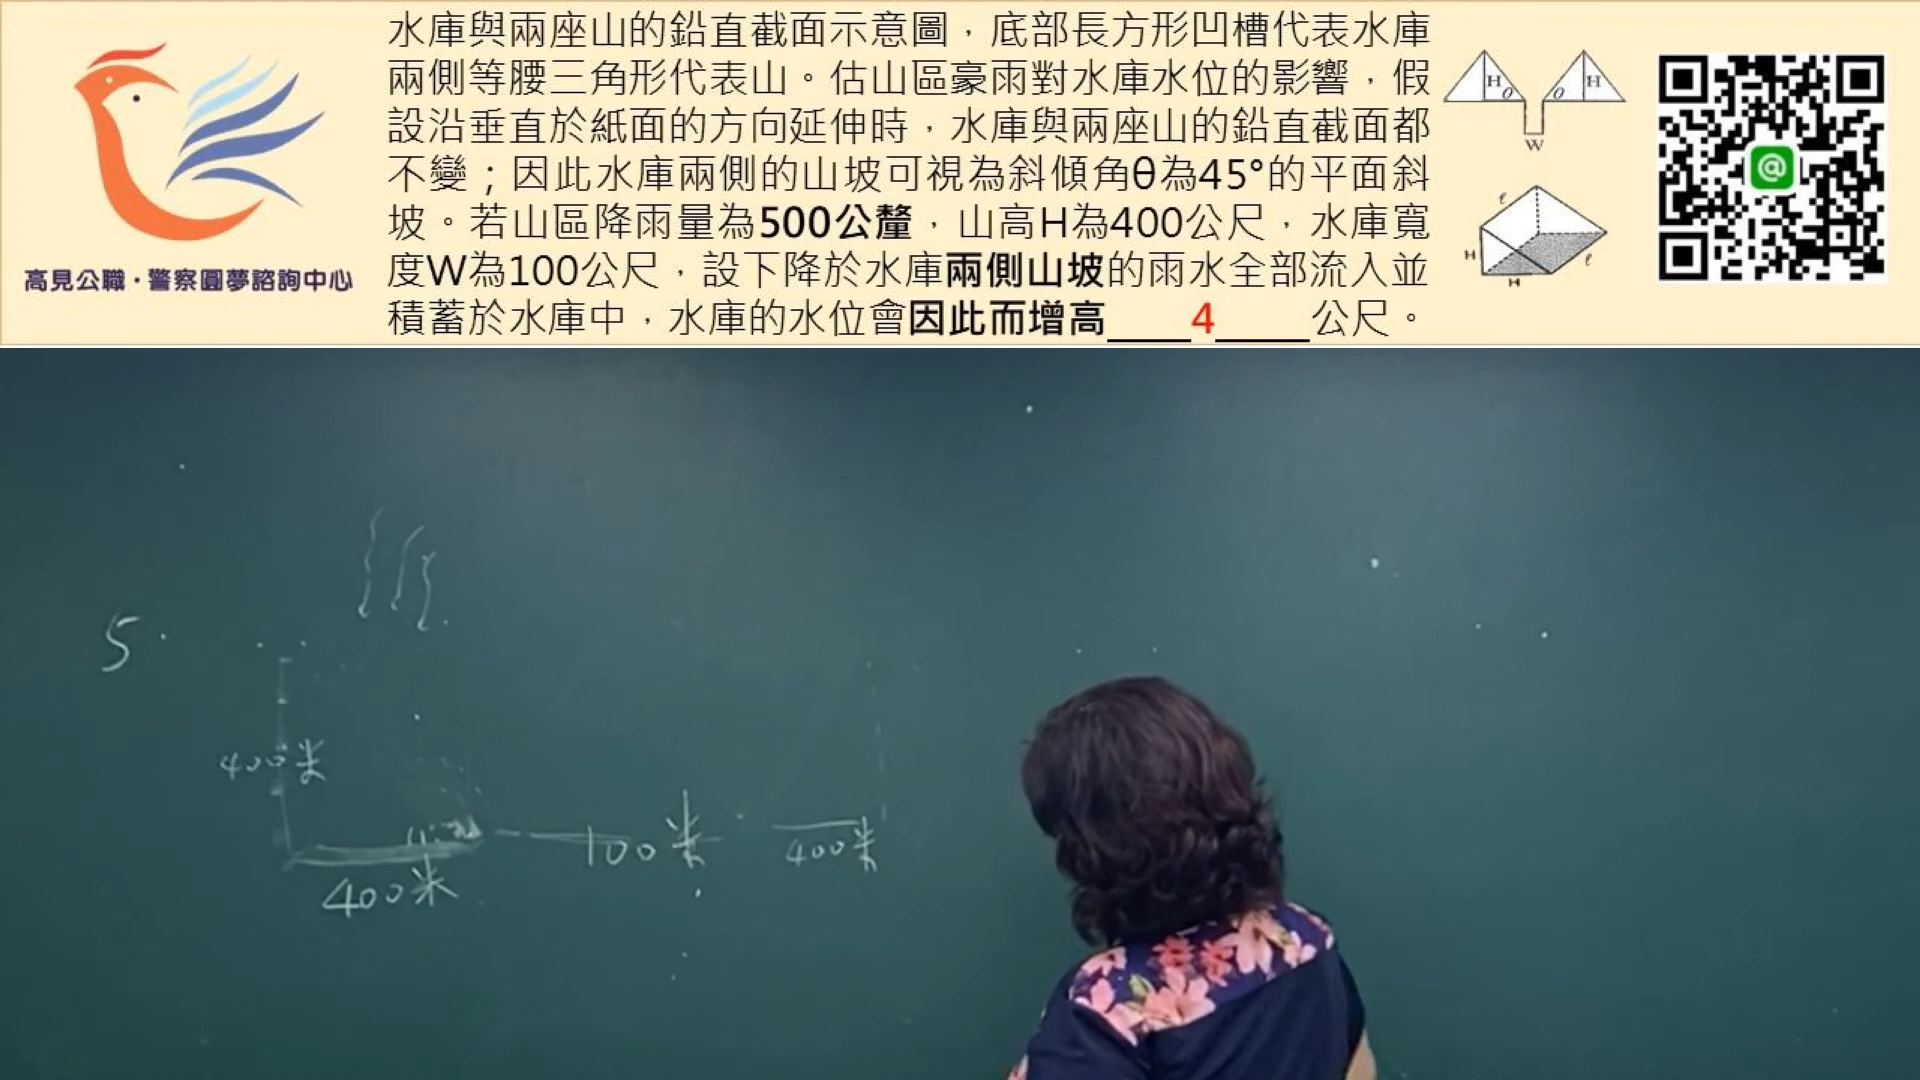 水庫與兩座山的鉛直截面示意圖，底部長方形凹槽代表水庫
兩側等腰三角形代表山。估山區豪雨對水庫水位的影響，假
設沿垂直於紙面的方向延伸時，水庫與兩座山的鉛直截面都
不變；因此水庫兩側的山坡可視為斜傾角θ為45°的平面斜
坡。若山區降雨量為500公釐，山高H為400公尺，水庫寬
度W為100公尺，設下降於水庫兩側山坡的雨水全部流入並
積蓄於水庫中，水庫的水位會因此而增高____4____公尺。
高見公職·警察圓夢諮詢中心
H θ θ H
W
ℓ
H ℓ
H
@
5.
400米
100米 400米
400米